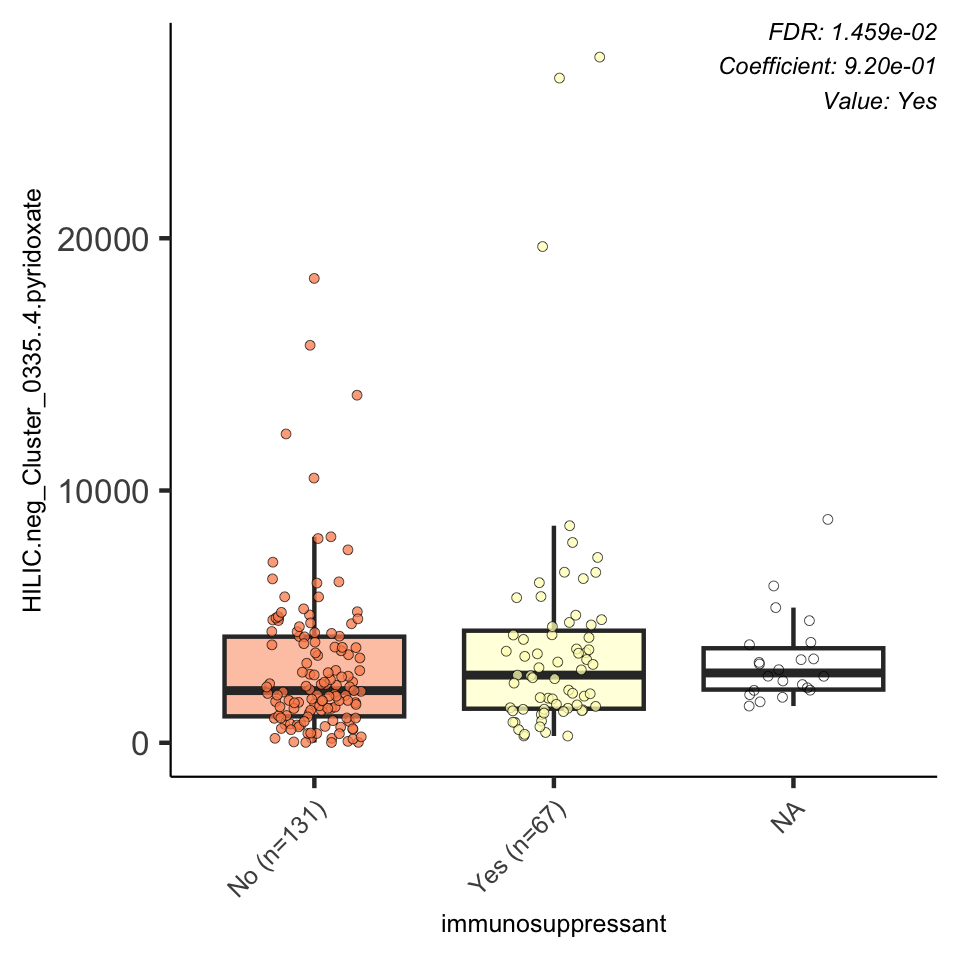 FDR: 1.459e-02
Coefficient: 9.20e-01
Value: Yes
HILIC.neg_Cluster_0335..4.pyridoxate
20000
10000
0
No (n=131)
Yes (n=67)
NA
immunosuppressant